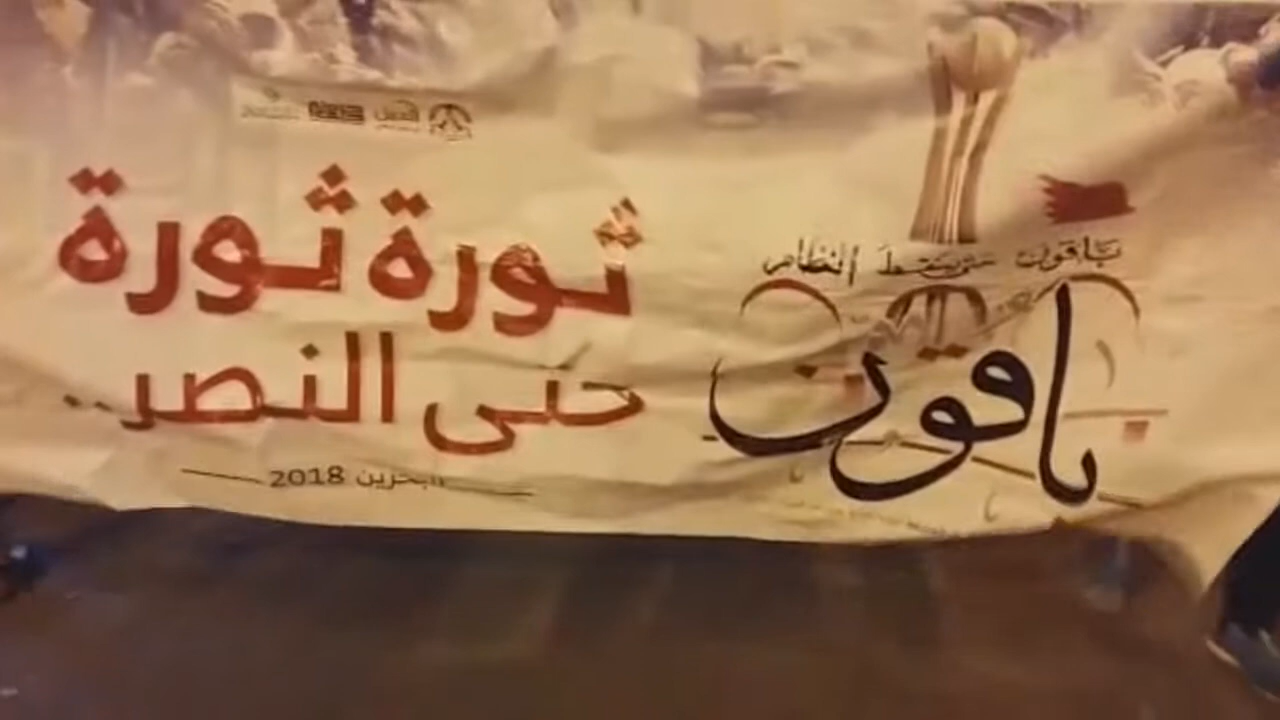 باقون حتى يسقط النظام
باقون
ثورة ثورة
حتى النصر..
البحرين 2018